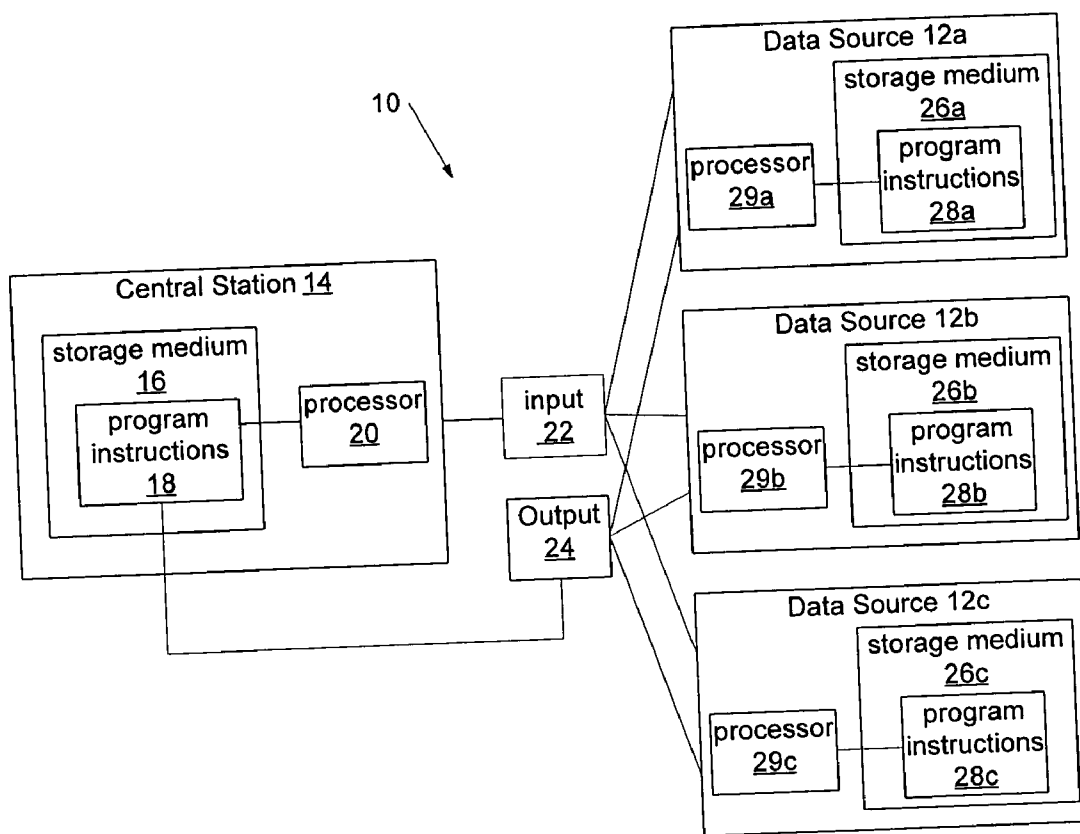 10
Central Station 14
storage medium
16
program
instructions
18
processor
20
input
22
Output
24
Data Source 12a
storage medium
26a
program
instructions
28a
processor
29a
Data Source 12b
storage medium
26b
program
instructions
28b
processor
29b
Data Source 12c
storage medium
26c
program
instructions
28c
processor
29c